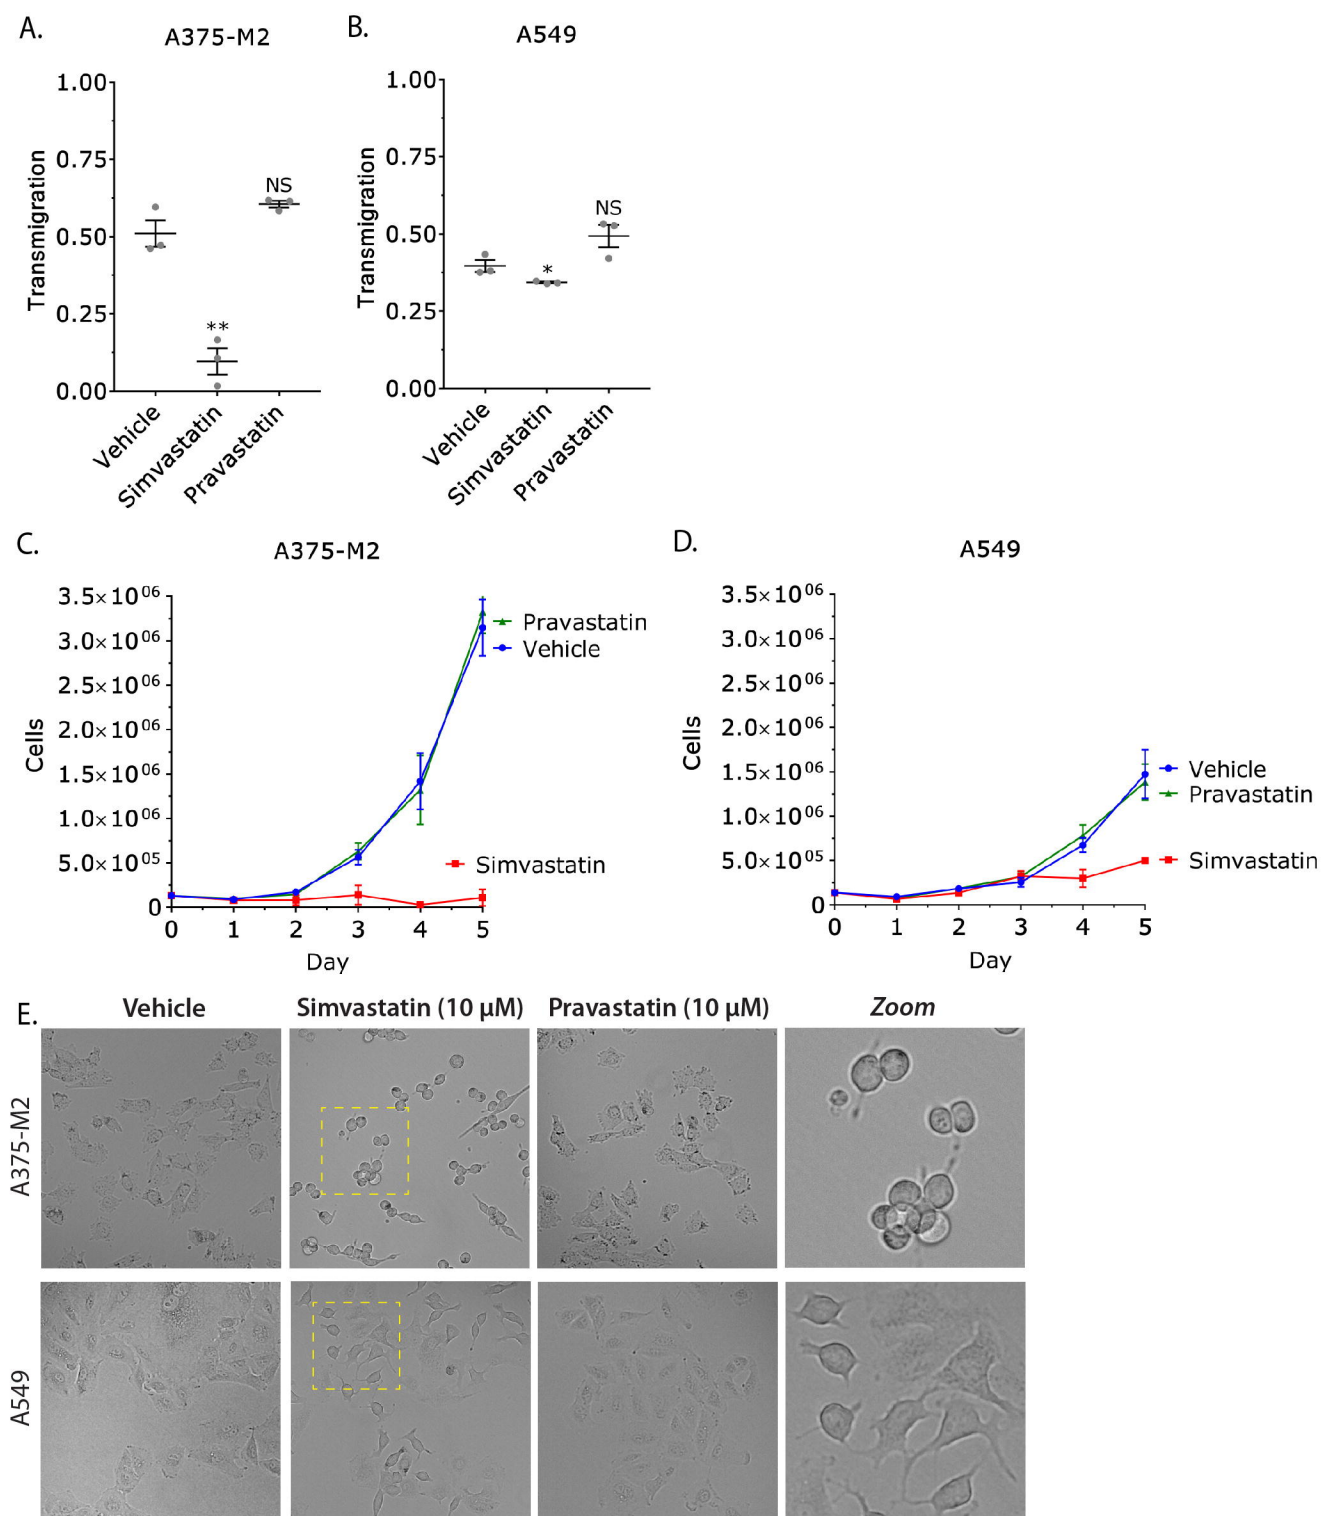 A.
A375-M2
1.00
0.75
0.50
0.25
0.00
Transmigration
NS
**
Vehicle
Simvastatin
Pravastatin
B.
A549
1.00
0.75
0.50
0.25
0.00
Transmigration
*
NS
Vehicle
Simvastatin
Pravastatin
C.
A375-M2
3.5×10⁰⁶
3.0×10⁰⁶
2.5×10⁰⁶
2.0×10⁰⁶
1.5×10⁰⁶
1.0×10⁰⁶
5.0×10⁰⁵
0
Cells
Pravastatin
Vehicle
Simvastatin
0 1 2 3 4 5
Day
D.
A549
3.5×10⁰⁶
3.0×10⁰⁶
2.5×10⁰⁶
2.0×10⁰⁶
1.5×10⁰⁶
1.0×10⁰⁶
5.0×10⁰⁵
0
Cells
Vehicle
Pravastatin
Simvastatin
0 1 2 3 4 5
Day
E.
Vehicle Simvastatin (10 µM) Pravastatin (10 µM) Zoom
A375-M2
A549